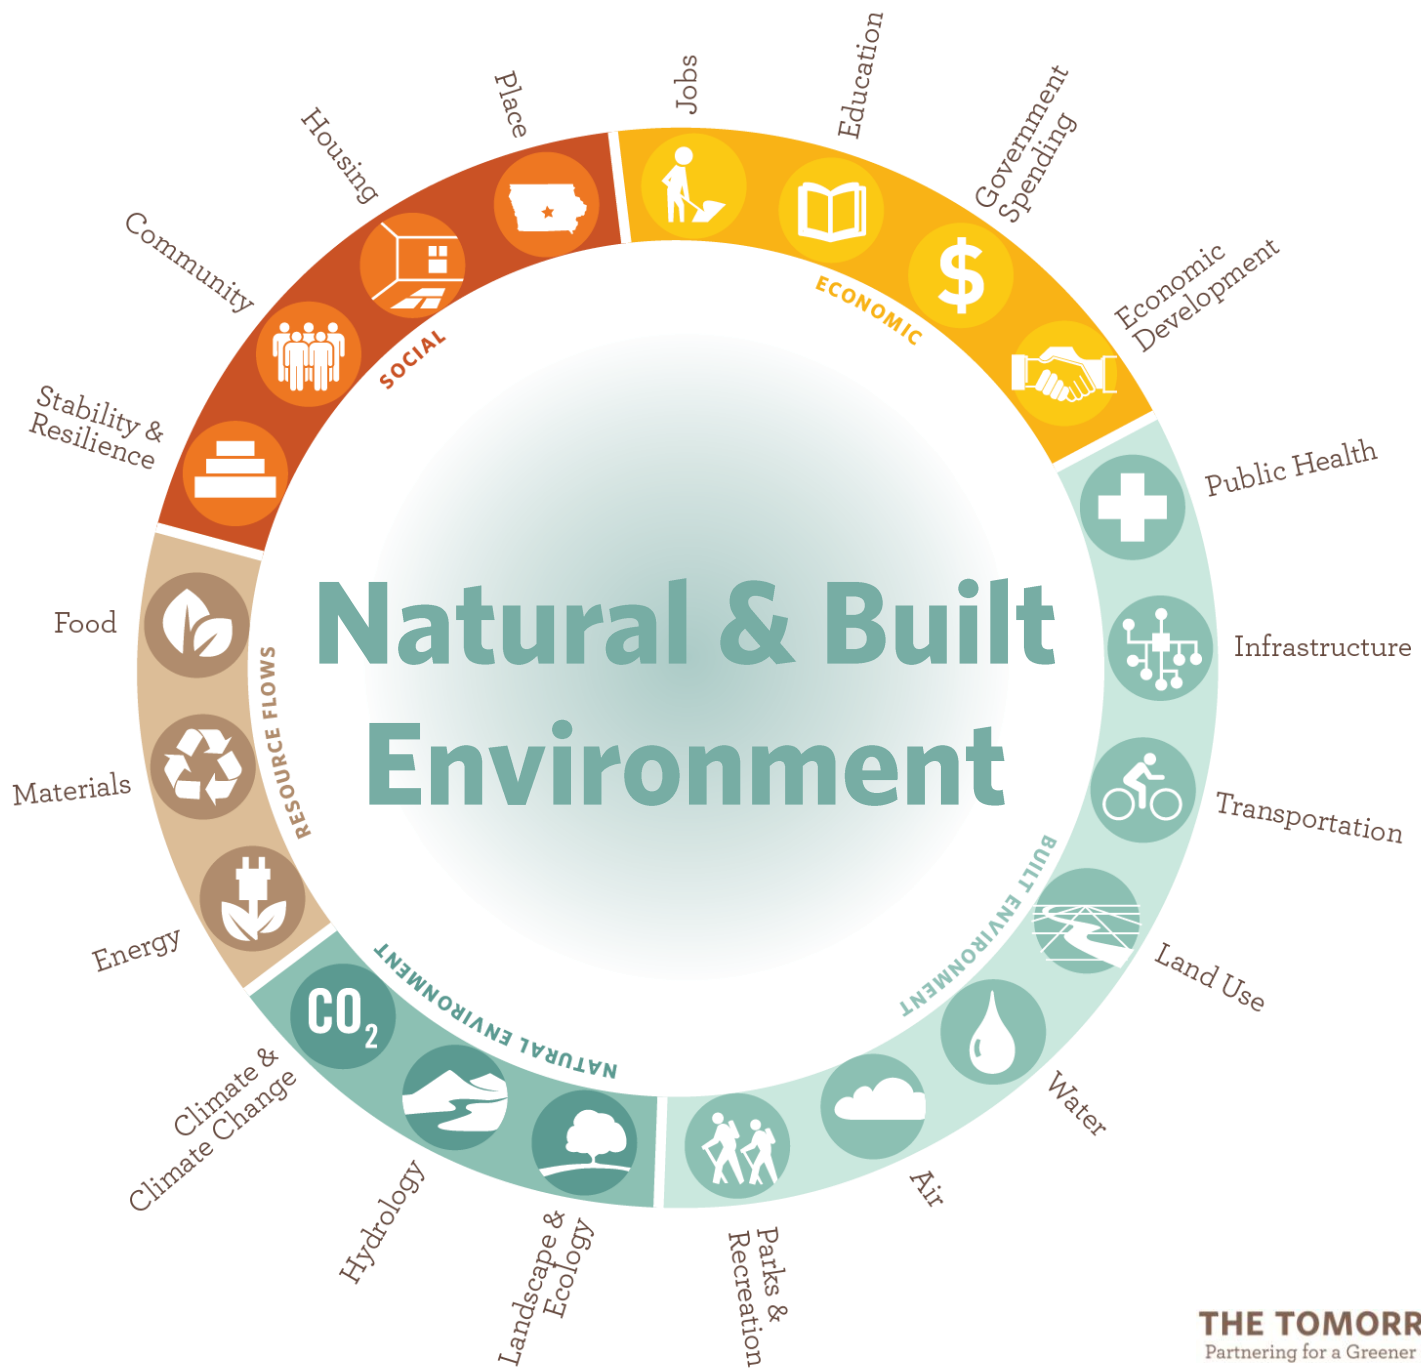 Jobs
Education
Government
Spending
Economic
Development
Public Health
Infrastructure
Transportation
Land Use
Water
Air
Parks &
Recreation
Landscape &
Ecology
Hydrology
Climate &
Climate Change
Energy
Materials
Food
Stability &
Resilience
Community
Housing
Place
SOCIAL
ECONOMIC
BUILT ENVIRONMENT
NATURAL ENVIRONMENT
RESOURCE FLOWS
$
CO2
Natural & Built
Environment
THE TOMORR
Partnering for a Greener